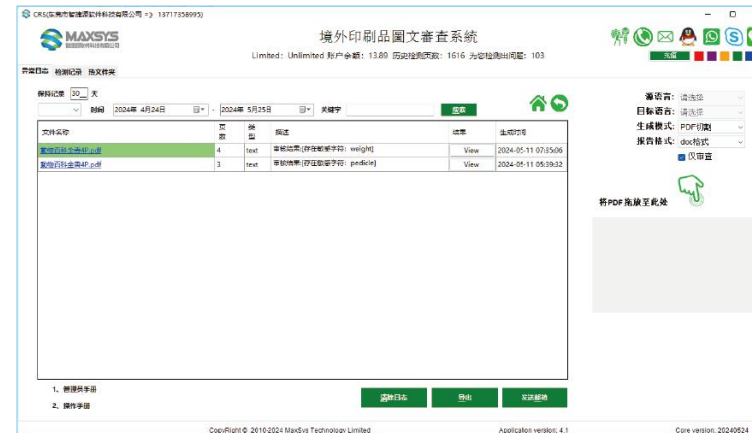 CRS(东莞市智捷源软件科技有限公司 => 13717358995)
MAXSYS
境外印刷品圖文審查系統
Limited: Unlimited 账户余额: 13.89 历史检测页数: 1616 为您检测出问题: 103
充值
异常日志 检测记录 热文件夹
保持记录 30 天
时间 2024年 4月24日 - 2024年 5月25日 关键字 搜索
文件名称 页数 类型 描述 结果 生成时间
動物百科全書4P.pdf 4 text 审核结果:(存在敏感字符: weight) View 2024-05-11 07:35:06
動物百科全書4P.pdf 3 text 审核结果:(存在敏感字符: pedicle) View 2024-05-11 05:39:32
源语言: 请选择
目标语言: 请选择
生成模式: PDF切割
报告格式: doc格式
仅审查
将PDF拖放至此处
1、管理员手册
2、操作手册
清除日志 导出 发送邮箱
CopyRight © 2010-2024 MaxSys Technology Limited Application version: 4.1 Core version: 20240524